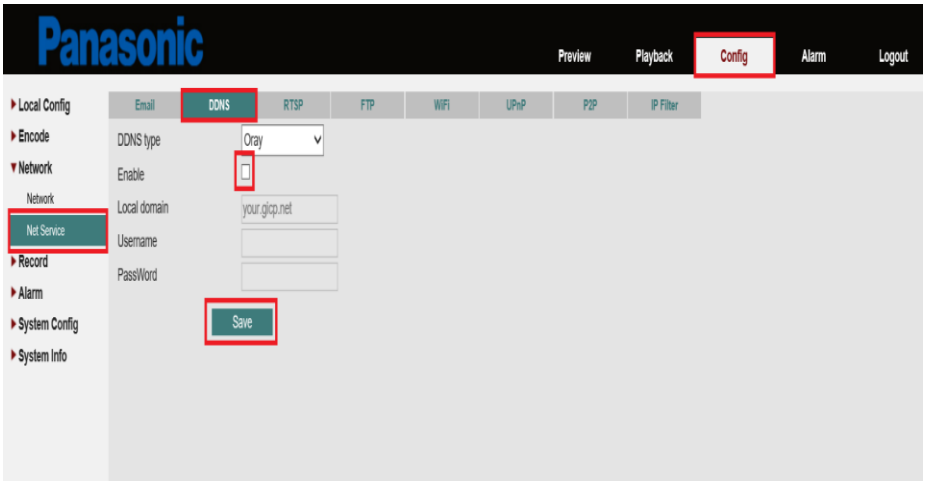 Panasonic
Preview Playback Config Alarm Logout
Local Config
Encode
Network
Network
Net Service
Record
Alarm
System Config
System Info
Email DDNS RTSP FTP WiFi UPnP P2P IP Filter
DDNS type Oray
Enable
Local domain your.gicp.net
Username
PassWord
Save